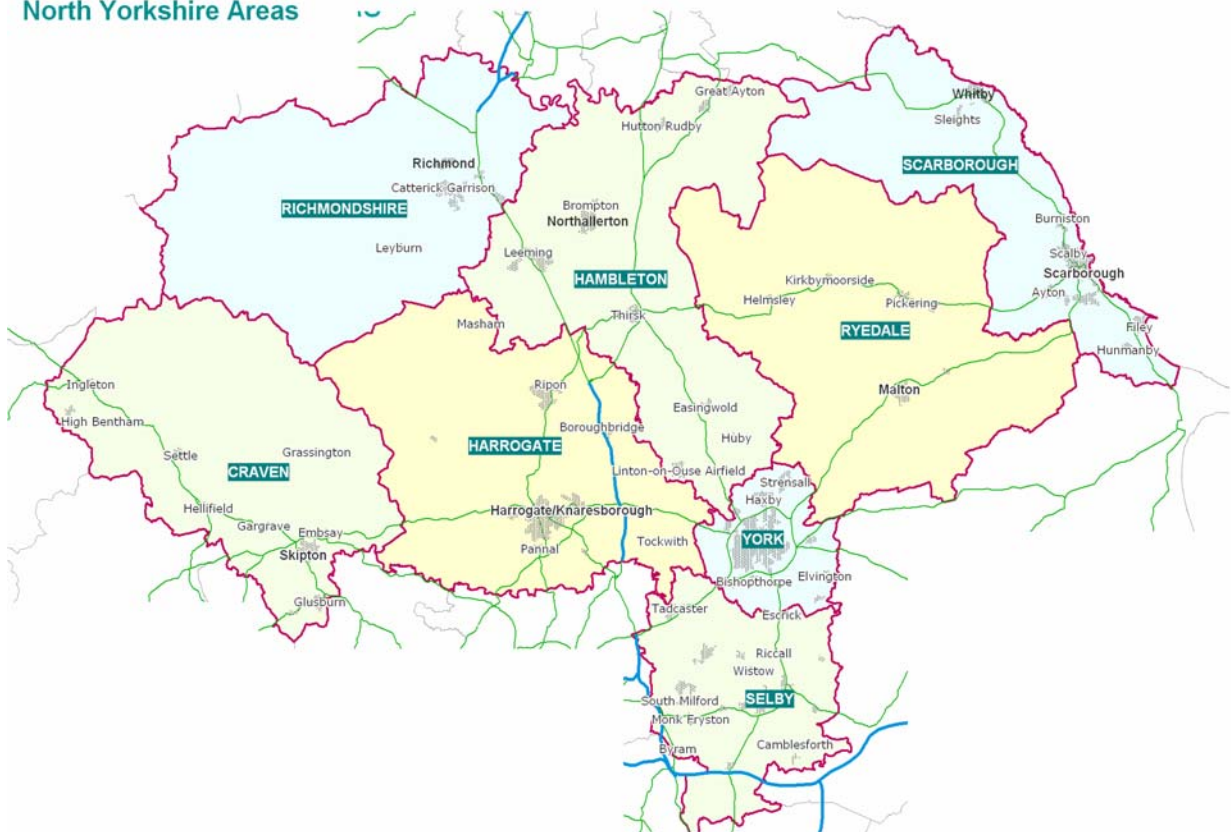 North Yorkshire Areas
Great Ayton
Whitby
Sleights
Hutton Rudby
SCARBOROUGH
Richmond
Catterick Garrison
RICHMONDSHIRE
Brompton
Northallerton
Burniston
Leyburn
Leeming
Scalby
Scarborough
HAMBLETON
Kirkbymoorside
Ayton
Helmsley
Pickering
Masham
Thirsk
RYEDALE
Filey
Hunmanby
Ingleton
Ripon
Malton
High Bentham
Easingwold
Boroughbridge
Huby
HARROGATE
Settle
Grassington
CRAVEN
Linton-on-Ouse Airfield
Strensall
Haxby
Hellifield
Harrogate/Knaresborough
Gargrave
Embsay
YORK
Tockwith
Skipton
Pannal
Bishopthorpe
Elvington
Glusburn
Tadcaster
Escrick
Riccall
Wistow
South Milford
SELBY
Monk Fryston
Byram
Camblesforth